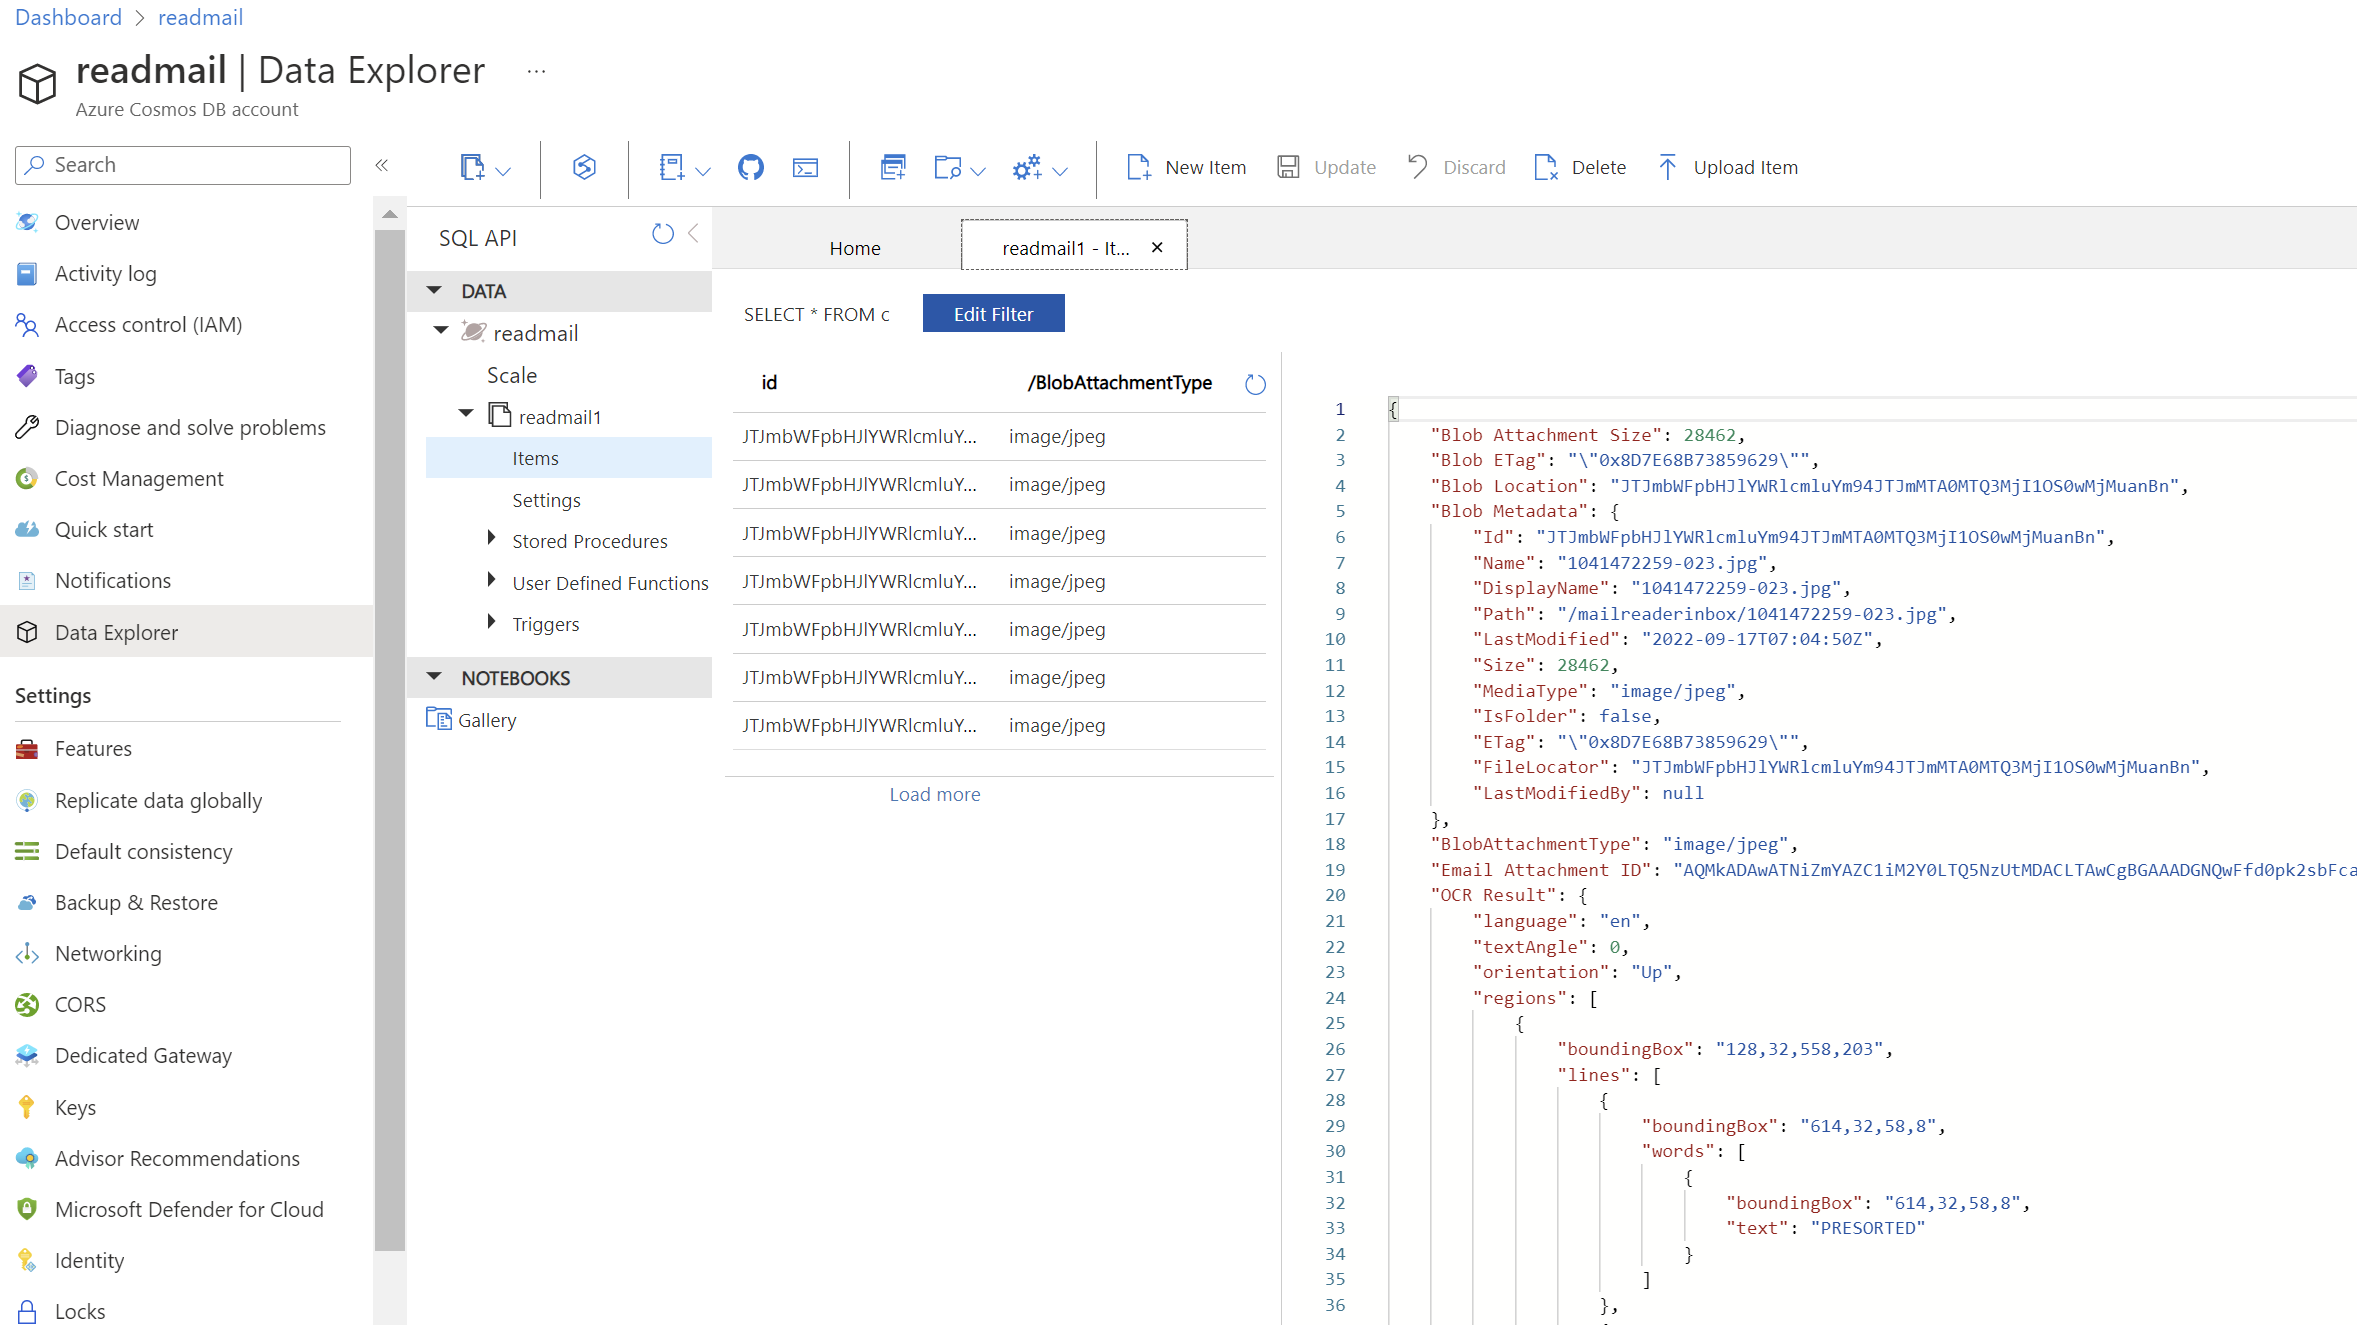 Dashboard > readmail
readmail | Data Explorer ...
Azure Cosmos DB account
Search
«
New Item
Update
Discard
Delete
Upload Item
Overview
Activity log
Access control (IAM)
Tags
Diagnose and solve problems
Cost Management
Quick start
Notifications
Data Explorer
Settings
Features
Replicate data globally
Default consistency
Backup & Restore
Networking
CORS
Dedicated Gateway
Keys
Advisor Recommendations
Microsoft Defender for Cloud
Identity
Locks
SQL API
DATA
readmail
Scale
readmail1
Items
Settings
Stored Procedures
User Defined Functions
Triggers
NOTEBOOKS
Gallery
Home
readmail1 - It... ×
SELECT * FROM c
Edit Filter
id /BlobAttachmentType
JTJmbWFpbHJlYWRlcmluY... image/jpeg
JTJmbWFpbHJlYWRlcmluY... image/jpeg
JTJmbWFpbHJlYWRlcmluY... image/jpeg
JTJmbWFpbHJlYWRlcmluY... image/jpeg
JTJmbWFpbHJlYWRlcmluY... image/jpeg
JTJmbWFpbHJlYWRlcmluY... image/jpeg
JTJmbWFpbHJlYWRlcmluY... image/jpeg
Load more
1 {
2 "Blob Attachment Size": 28462,
3 "Blob ETag": "\"0x8D7E68B73859629\"",
4 "Blob Location": "JTJmbWFpbHJlYWRlcmluYm94JTJmMTA0MTQ3MjI1OS0wMjMuanBn",
5 "Blob Metadata": {
6 "Id": "JTJmbWFpbHJlYWRlcmluYm94JTJmMTA0MTQ3MjI1OS0wMjMuanBn",
7 "Name": "1041472259-023.jpg",
8 "DisplayName": "1041472259-023.jpg",
9 "Path": "/mailreaderinbox/1041472259-023.jpg",
10 "LastModified": "2022-09-17T07:04:50Z",
11 "Size": 28462,
12 "MediaType": "image/jpeg",
13 "IsFolder": false,
14 "ETag": "\"0x8D7E68B73859629\"",
15 "FileLocator": "JTJmbWFpbHJlYWRlcmluYm94JTJmMTA0MTQ3MjI1OS0wMjMuanBn",
16 "LastModifiedBy": null
17 },
18 "BlobAttachmentType": "image/jpeg",
19 "Email Attachment ID": "AQMkADAwATNiZmYAZC1iM2Y0LTQ5NzUtMDACLTAwCgBGAAADGNQwFfd0pk2sbFca
20 "OCR Result": {
21 "language": "en",
22 "textAngle": 0,
23 "orientation": "Up",
24 "regions": [
25 {
26 "boundingBox": "128,32,558,203",
27 "lines": [
28 {
29 "boundingBox": "614,32,58,8",
30 "words": [
31 {
32 "boundingBox": "614,32,58,8",
33 "text": "PRESORTED"
34 }
35 ]
36 },